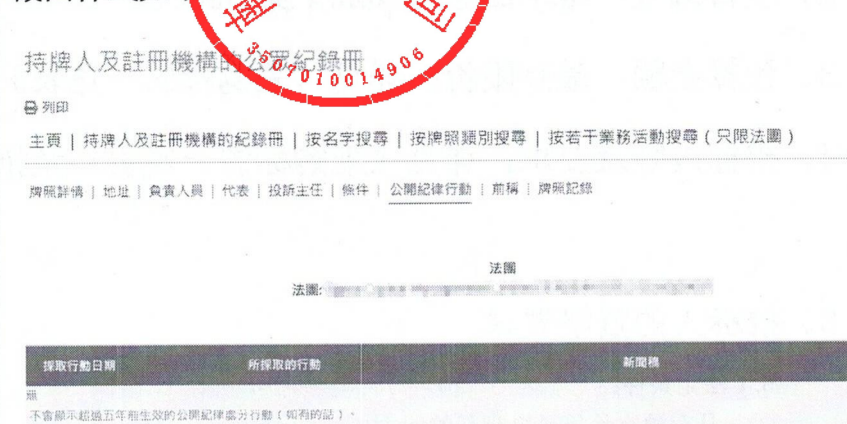 持牌人及註冊機構的公眾紀錄冊
3507010014906
列印
主頁 | 持牌人及註冊機構的紀錄冊 | 按名字搜尋 | 按牌照類別搜尋 | 按若干業務活動搜尋 ( 只限法團 )
牌照詳情 | 地址 | 負責人員 | 代表 | 投訴主任 | 條件 | 公開紀律行動 | 前稱 | 牌照記錄
法團
法團:
採取行動日期 所採取的行動 新聞稿
無
不會顯示超過五年前生效的公開紀律處分行動 ( 如有的話 ) 。